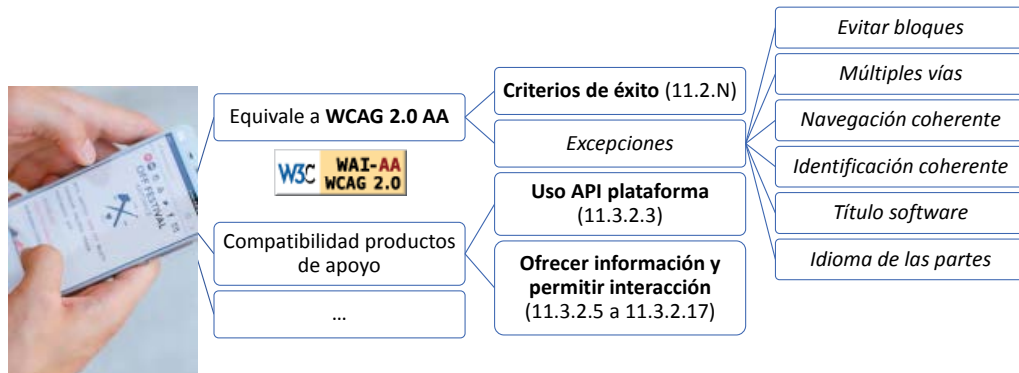 Equivale a WCAG 2.0 AA
Criterios de éxito (11.2.N)
Excepciones
Evitar bloques
Múltiples vías
Navegación coherente
Identificación coherente
Título software
Idioma de las partes
W3C WAI-AA
WCAG 2.0
Compatibilidad productos
de apoyo
Uso API plataforma
(11.3.2.3)
Ofrecer información y
permitir interacción
(11.3.2.5 a 11.3.2.17)
...
OFF FESTIVAL